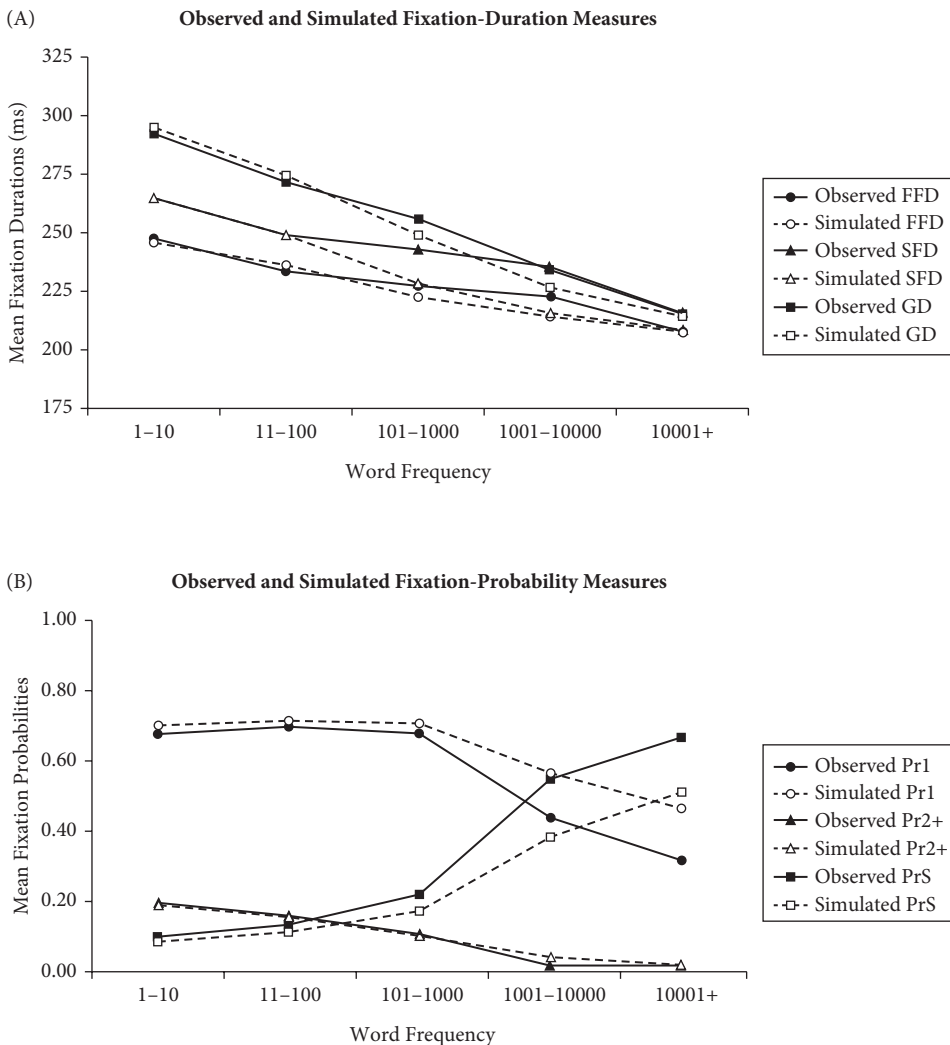 (A)
Observed and Simulated Fixation-Duration Measures
325
300
275
250
225
200
175
Mean Fixation Durations (ms)
1–10
11–100
101–1000
1001–10000
10001+
Word Frequency
Observed FFD
Simulated FFD
Observed SFD
Simulated SFD
Observed GD
Simulated GD
(B)
Observed and Simulated Fixation-Probability Measures
1.00
0.80
0.60
0.40
0.20
0.00
Mean Fixation Probabilities
1–10
11–100
101–1000
1001–10000
10001+
Word Frequency
Observed Pr1
Simulated Pr1
Observed Pr2+
Simulated Pr2+
Observed PrS
Simulated PrS